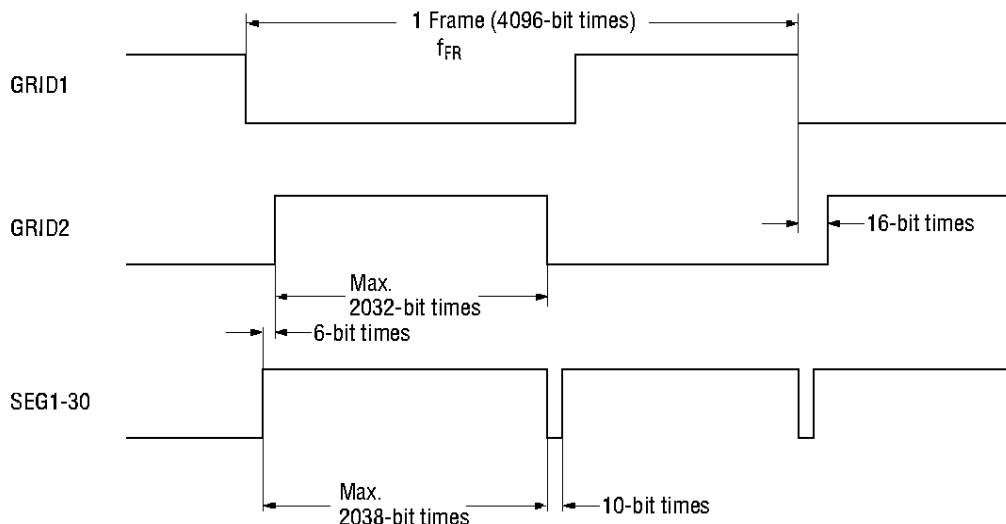 1 Frame (4096-bit times)
fFR
GRID1
GRID2
16-bit times
Max.
2032-bit times
6-bit times
SEG1-30
Max.
2038-bit times
10-bit times